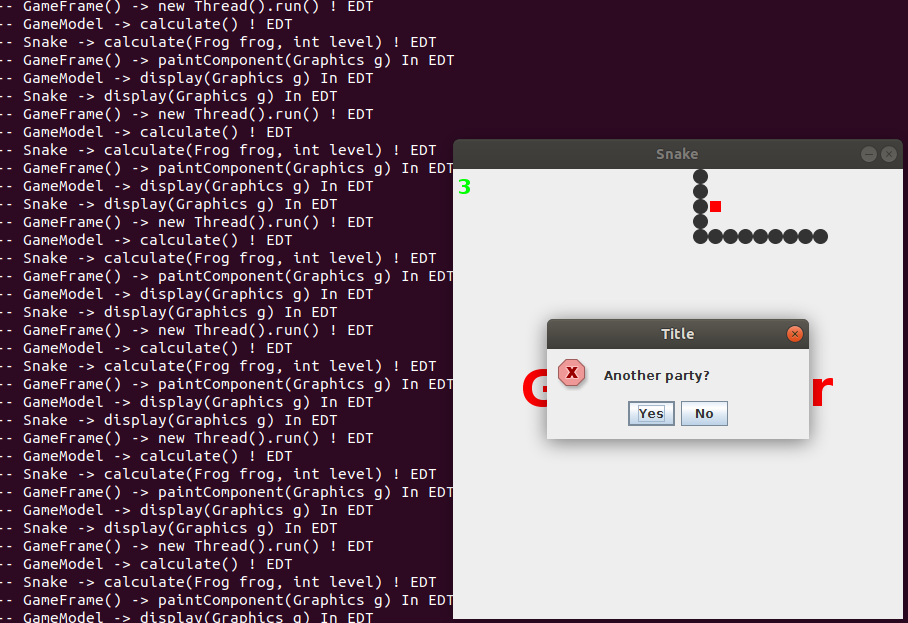 -- GameFrame() -> new Thread().run() ! EDT
-- GameModel -> calculate() ! EDT
-- Snake -> calculate(Frog frog, int level) ! EDT
-- GameFrame() -> paintComponent(Graphics g) In EDT
-- GameModel -> display(Graphics g) In EDT
-- Snake -> display(Graphics g) In EDT
-- GameFrame() -> new Thread().run() ! EDT
-- GameModel -> calculate() ! EDT
-- Snake -> calculate(Frog frog, int level) ! EDT
-- GameFrame() -> paintComponent(Graphics g) In EDT
-- GameModel -> display(Graphics g) In EDT
-- Snake -> display(Graphics g) In EDT
-- GameFrame() -> new Thread().run() ! EDT
-- GameModel -> calculate() ! EDT
-- Snake -> calculate(Frog frog, int level) ! EDT
-- GameFrame() -> paintComponent(Graphics g) In EDT
-- GameModel -> display(Graphics g) In EDT
-- Snake -> display(Graphics g) In EDT
-- GameFrame() -> new Thread().run() ! EDT
-- GameModel -> calculate() ! EDT
-- Snake -> calculate(Frog frog, int level) ! EDT
-- GameFrame() -> paintComponent(Graphics g) In EDT
-- GameModel -> display(Graphics g) In EDT
-- Snake -> display(Graphics g) In EDT
-- GameFrame() -> new Thread().run() ! EDT
-- GameModel -> calculate() ! EDT
-- Snake -> calculate(Frog frog, int level) ! EDT
-- GameFrame() -> paintComponent(Graphics g) In EDT
-- GameModel -> display(Graphics g) In EDT
-- Snake -> display(Graphics g) In EDT
-- GameFrame() -> new Thread().run() ! EDT
-- GameModel -> calculate() ! EDT
-- Snake -> calculate(Frog frog, int level) ! EDT
-- GameFrame() -> paintComponent(Graphics g) In EDT
-- GameModel -> display(Graphics g) In EDT
Snake
3
Title
Another party?
Yes No